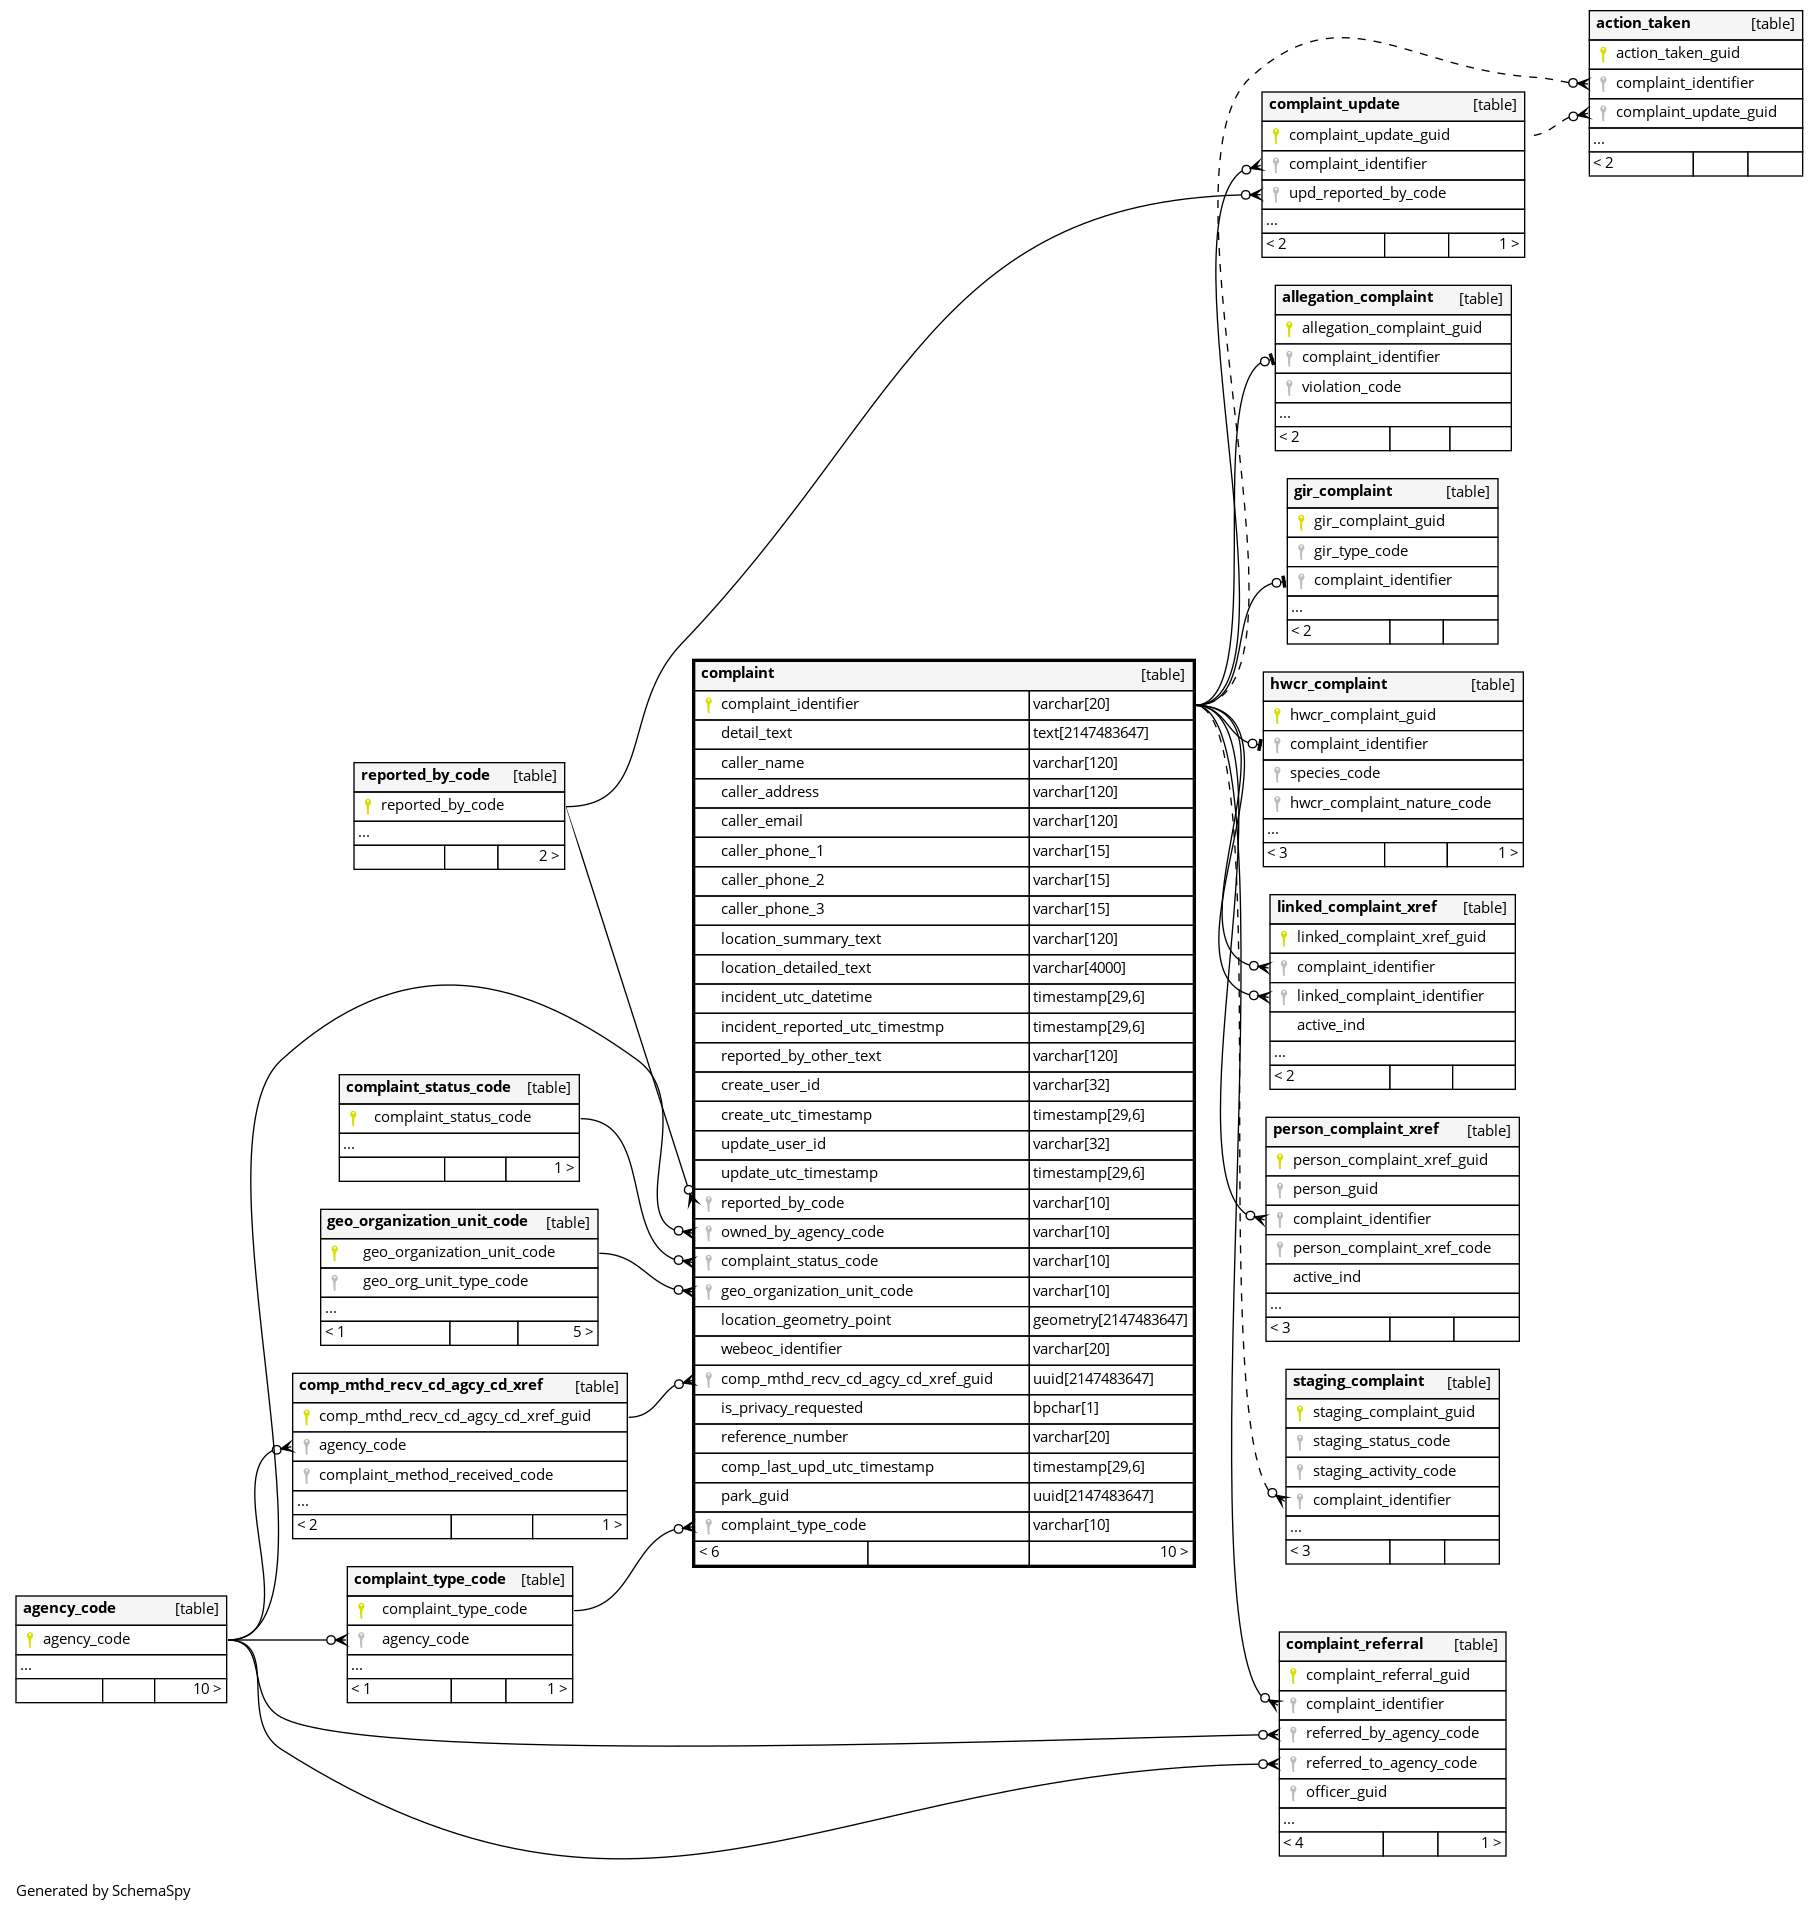 action_taken [table]
action_taken_guid
complaint_identifier
complaint_update_guid
...
< 2
complaint_update [table]
complaint_update_guid
complaint_identifier
upd_reported_by_code
...
< 2 1 >
allegation_complaint [table]
allegation_complaint_guid
complaint_identifier
violation_code
...
< 2
gir_complaint [table]
gir_complaint_guid
gir_type_code
complaint_identifier
...
< 2
complaint [table]
complaint_identifier varchar[20]
detail_text text[2147483647]
caller_name varchar[120]
caller_address varchar[120]
caller_email varchar[120]
caller_phone_1 varchar[15]
caller_phone_2 varchar[15]
caller_phone_3 varchar[15]
location_summary_text varchar[120]
location_detailed_text varchar[4000]
incident_utc_datetime timestamp[29,6]
incident_reported_utc_timestmp timestamp[29,6]
reported_by_other_text varchar[120]
create_user_id varchar[32]
create_utc_timestamp timestamp[29,6]
update_user_id varchar[32]
update_utc_timestamp timestamp[29,6]
reported_by_code varchar[10]
owned_by_agency_code varchar[10]
complaint_status_code varchar[10]
geo_organization_unit_code varchar[10]
location_geometry_point geometry[2147483647]
webeoc_identifier varchar[20]
comp_mthd_recv_cd_agcy_cd_xref_guid uuid[2147483647]
is_privacy_requested bpchar[1]
reference_number varchar[20]
comp_last_upd_utc_timestamp timestamp[29,6]
park_guid uuid[2147483647]
complaint_type_code varchar[10]
< 6 10 >
hwcr_complaint [table]
hwcr_complaint_guid
complaint_identifier
species_code
hwcr_complaint_nature_code
...
< 3 1 >
reported_by_code [table]
reported_by_code
...
2 >
linked_complaint_xref [table]
linked_complaint_xref_guid
complaint_identifier
linked_complaint_identifier
active_ind
...
< 2
complaint_status_code [table]
complaint_status_code
...
1 >
person_complaint_xref [table]
person_complaint_xref_guid
person_guid
complaint_identifier
person_complaint_xref_code
active_ind
...
< 3
geo_organization_unit_code [table]
geo_organization_unit_code
geo_org_unit_type_code
...
< 1 5 >
comp_mthd_recv_cd_agcy_cd_xref [table]
comp_mthd_recv_cd_agcy_cd_xref_guid
agency_code
complaint_method_received_code
...
< 2 1 >
staging_complaint [table]
staging_complaint_guid
staging_status_code
staging_activity_code
complaint_identifier
...
< 3
complaint_type_code [table]
complaint_type_code
agency_code
...
< 1 1 >
agency_code [table]
agency_code
...
10 >
complaint_referral [table]
complaint_referral_guid
complaint_identifier
referred_by_agency_code
referred_to_agency_code
officer_guid
...
< 4 1 >
Generated by SchemaSpy